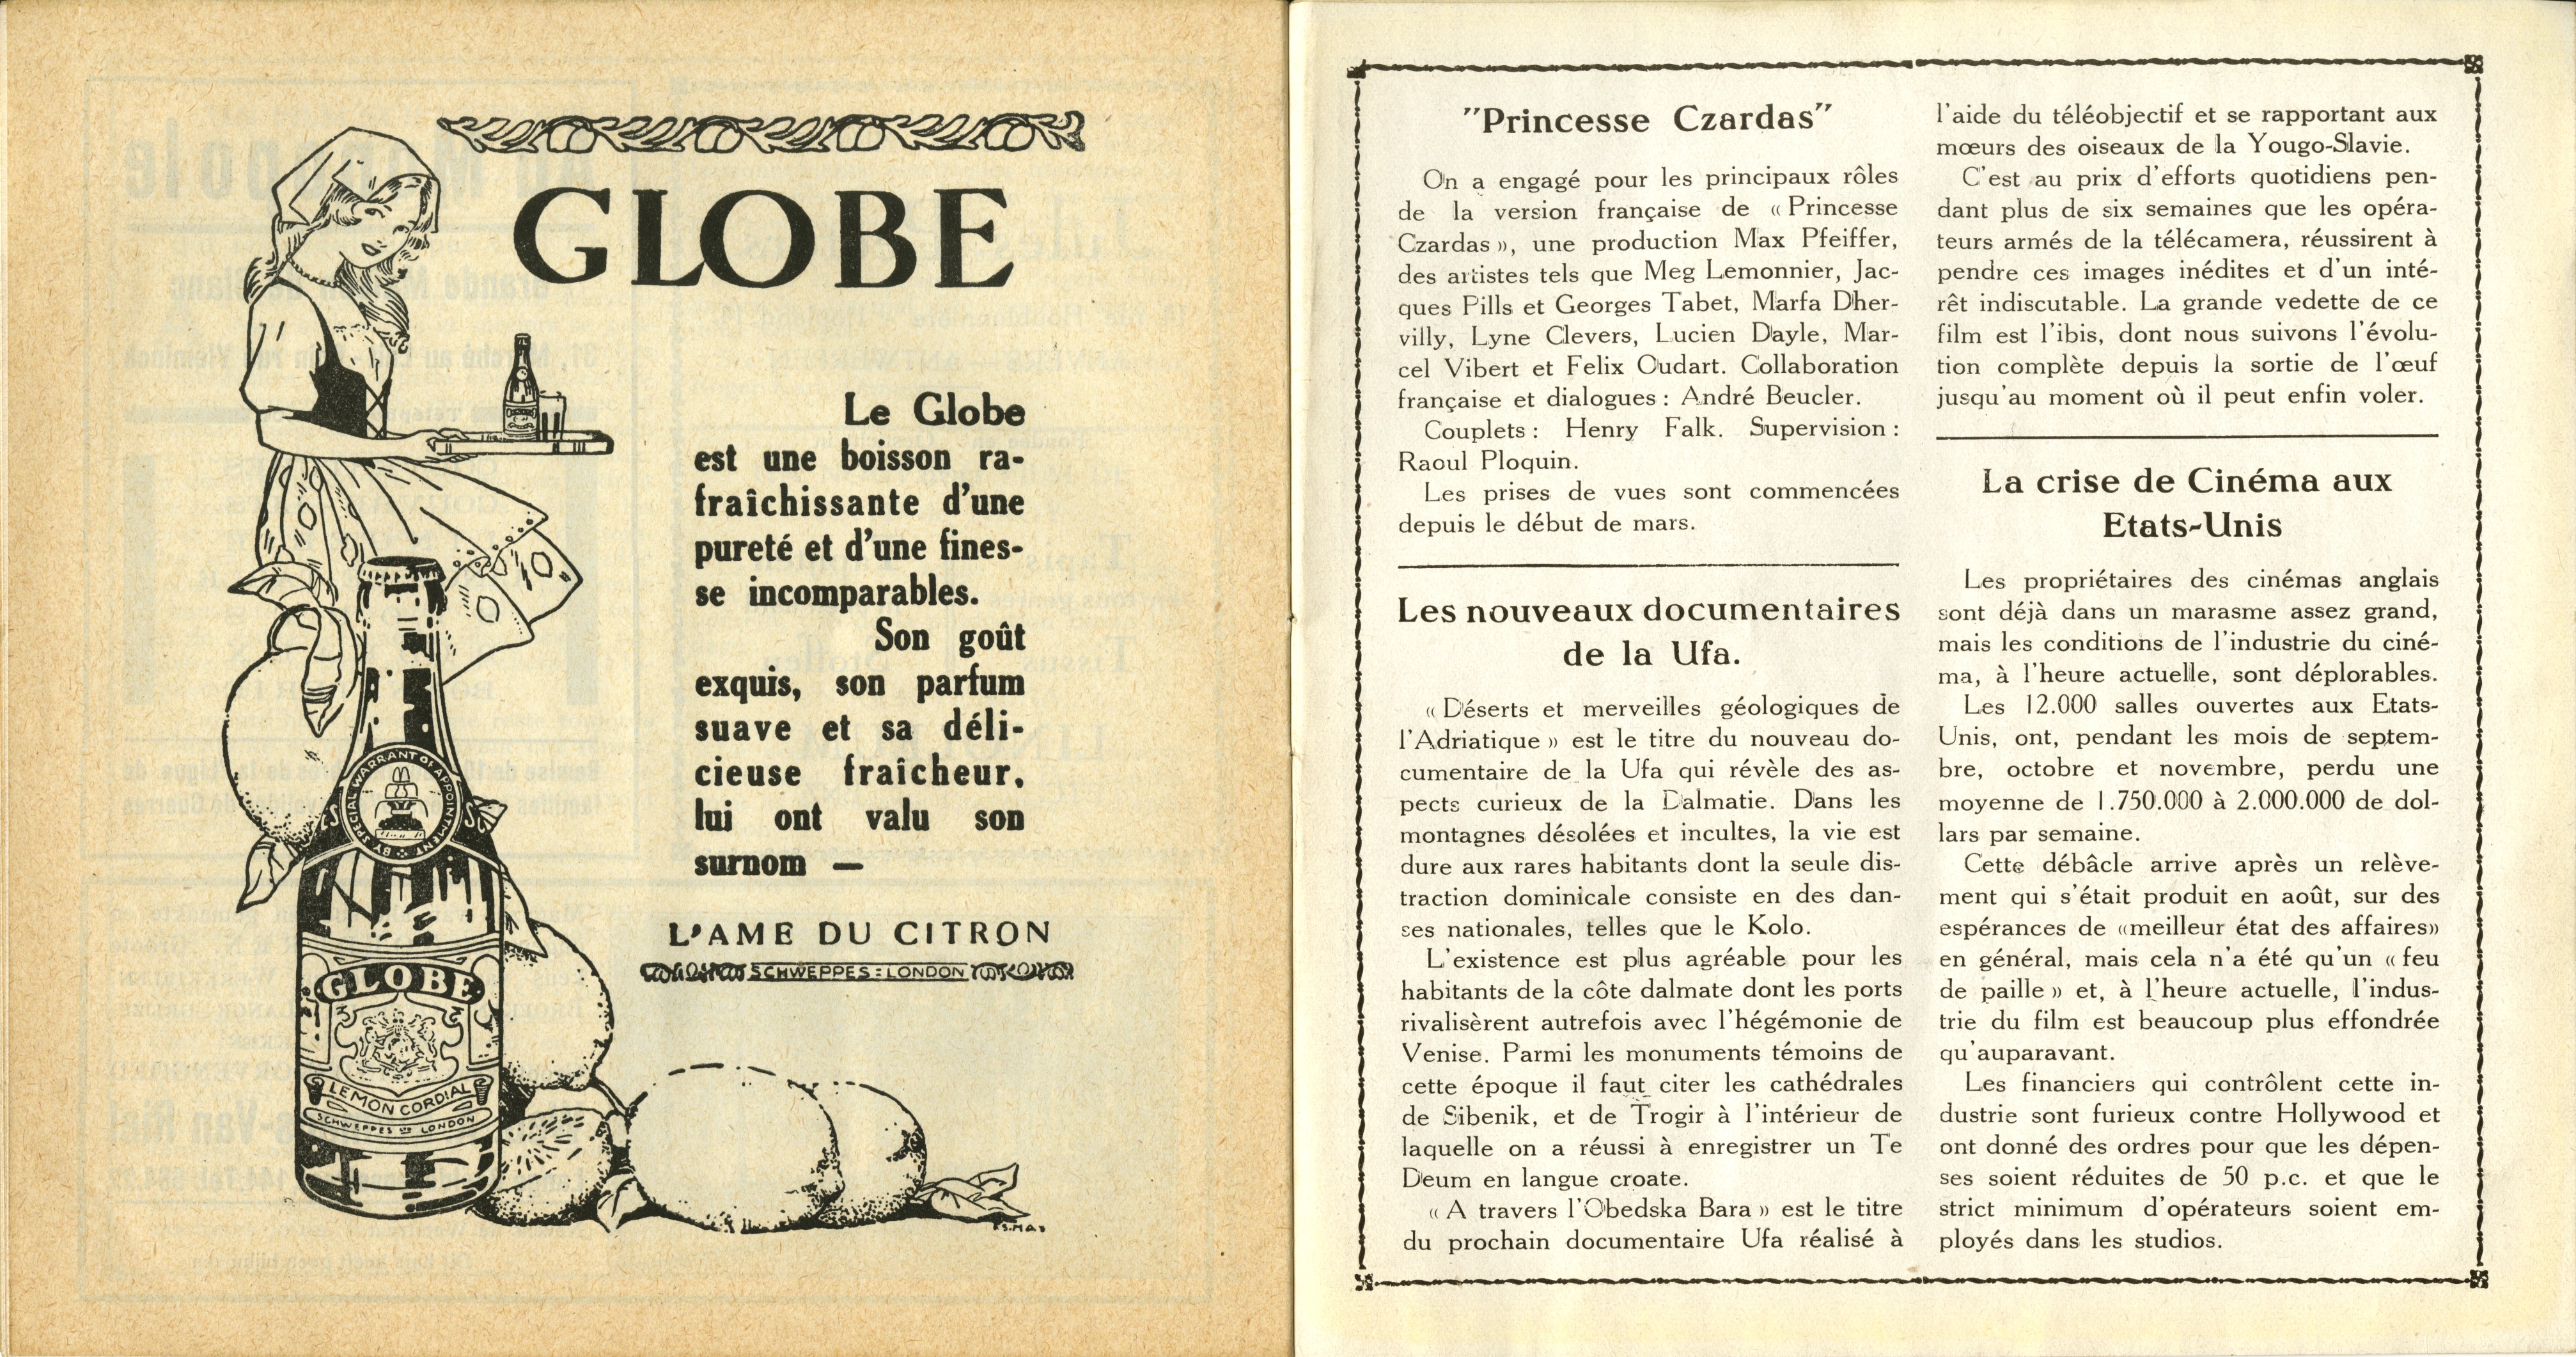 GLOBE
Le Globe
est une boisson ra-
fraîchissante d'une
pureté et d'une fines-
se incomparables.
Son goût
exquis, son parfum
suave et sa déli-
cieuse fraîcheur,
lui ont valu son
surnom —
L'AME DU CITRON
SCHWEPPES = LONDON
BY SPECIAL WARRANT OF APPOINTMENT
GLOBE
LEMON CORDIAL
SCHWEPPES LTD LONDON
"Princesse Czardas"
On a engagé pour les principaux rôles
de la version française de « Princesse
Czardas », une production Max Pfeiffer,
des artistes tels que Meg Lemonnier, Jac-
ques Pills et Georges Tabet, Marfa Dher-
villy, Lyne Clevers, Lucien Dayle, Mar-
cel Vibert et Felix Oudart. Collaboration
française et dialogues : André Beucler.
Couplets : Henry Falk. Supervision :
Raoul Ploquin.
Les prises de vues sont commencées
depuis le début de mars.
Les nouveaux documentaires
de la Ufa.
« Déserts et merveilles géologiques de
l'Adriatique » est le titre du nouveau do-
cumentaire de la Ufa qui révèle des as-
pects curieux de la Dalmatie. Dans les
montagnes désolées et incultes, la vie est
dure aux rares habitants dont la seule dis-
traction dominicale consiste en des dan-
ses nationales, telles que le Kolo.
L'existence est plus agréable pour les
habitants de la côte dalmate dont les ports
rivalisèrent autrefois avec l'hégémonie de
Venise. Parmi les monuments témoins de
cette époque il faut citer les cathédrales
de Sibenik, et de Trogir à l'intérieur de
laquelle on a réussi à enregistrer un Te
Deum en langue croate.
« A travers l'Obedska Bara » est le titre
du prochain documentaire Ufa réalisé à
l'aide du téléobjectif et se rapportant aux
mœurs des oiseaux de la Yougo-Slavie.
C'est au prix d'efforts quotidiens pen-
dant plus de six semaines que les opéra-
teurs armés de la télécamera, réussirent à
pendre ces images inédites et d'un inté-
rêt indiscutable. La grande vedette de ce
film est l'ibis, dont nous suivons l'évolu-
tion complète depuis la sortie de l'œuf
jusqu'au moment où il peut enfin voler.
La crise de Cinéma aux
Etats-Unis
Les propriétaires des cinémas anglais
sont déjà dans un marasme assez grand,
mais les conditions de l'industrie du ciné-
ma, à l'heure actuelle, sont déplorables.
Les 12.000 salles ouvertes aux Etats-
Unis, ont, pendant les mois de septem-
bre, octobre et novembre, perdu une
moyenne de 1.750.000 à 2.000.000 de dol-
lars par semaine.
Cette débâcle arrive après un relève-
ment qui s'était produit en août, sur des
espérances de «meilleur état des affaires»
en général, mais cela n'a été qu'un « feu
de paille » et, à l'heure actuelle, l'indus-
trie du film est beaucoup plus effondrée
qu'auparavant.
Les financiers qui contrôlent cette in-
dustrie sont furieux contre Hollywood et
ont donné des ordres pour que les dépen-
ses soient réduites de 50 p.c. et que le
strict minimum d'opérateurs soient em-
ployés dans les studios.